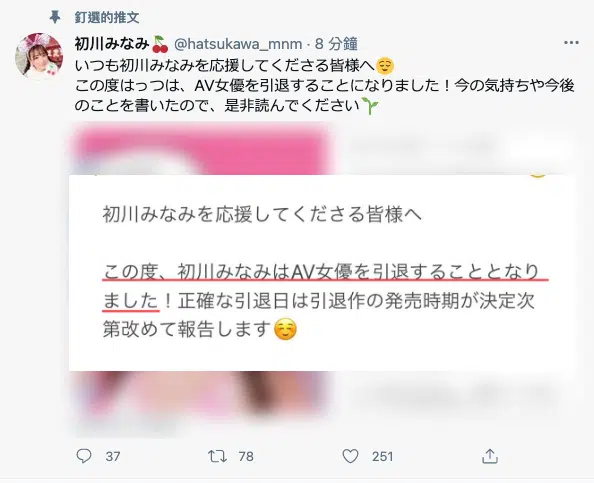 釘選的推文
初川みなみ🍒 @hatsukawa_mnm · 8 分鐘
いつも初川みなみを応援してくださる皆様へ😌
この度はっつは、AV女優を引退することになりました！今の気持ちや今後
のことを書いたので、是非読んでください🌱
初川みなみを応援してくださる皆様へ
この度、初川みなみはAV女優を引退することとなり
ました！正確な引退日は引退作の発売時期が決定次
第改めて報告します☺️
37 78 251